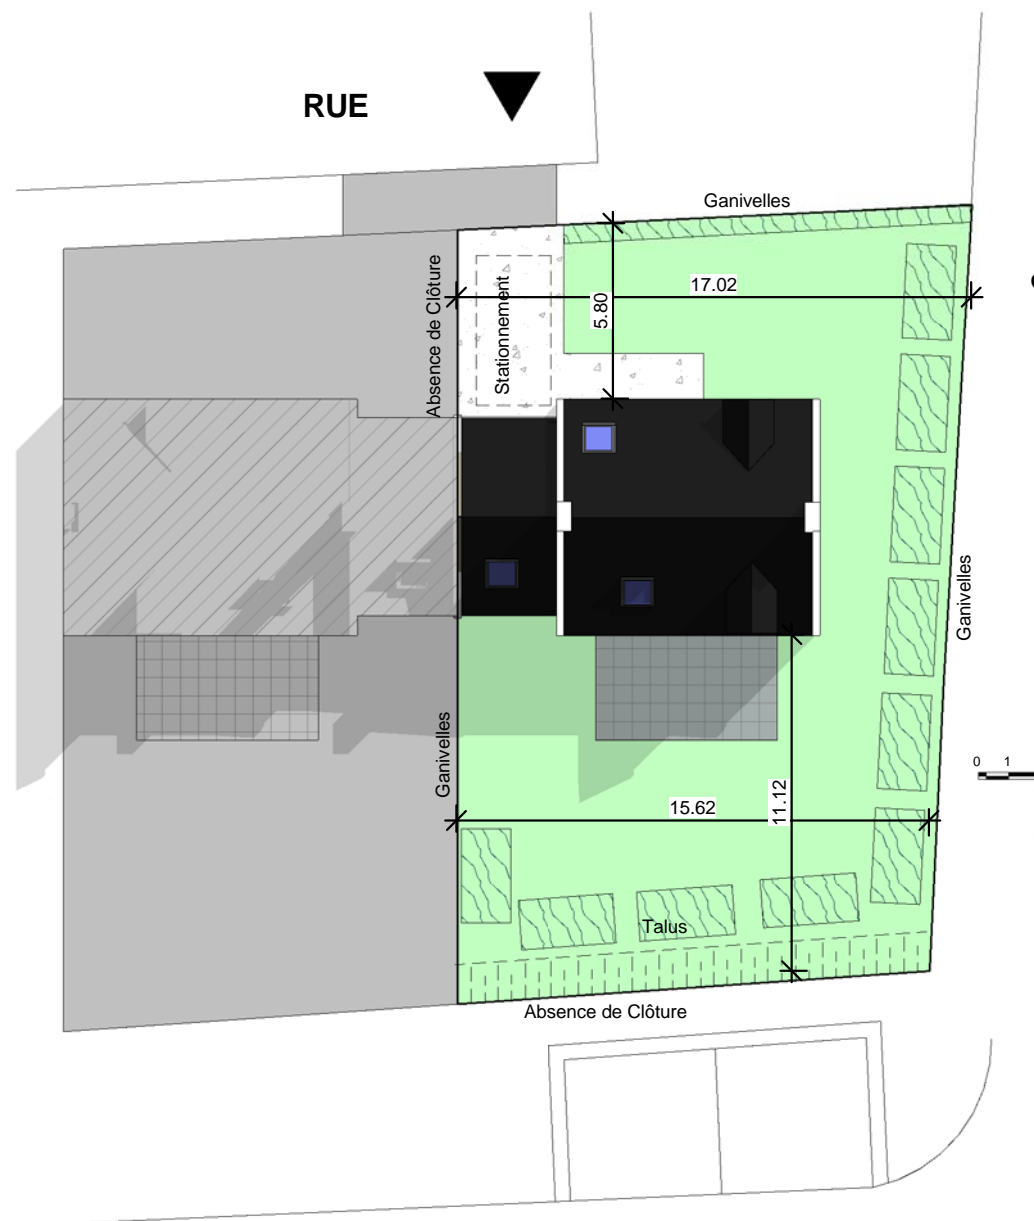 RUE
Ganivelles
Absence de Clôture
Stationnement
17.02
5.80
Ganivelles
Ganivelles
0 1
15.62
11.12
Talus
Absence de Clôture